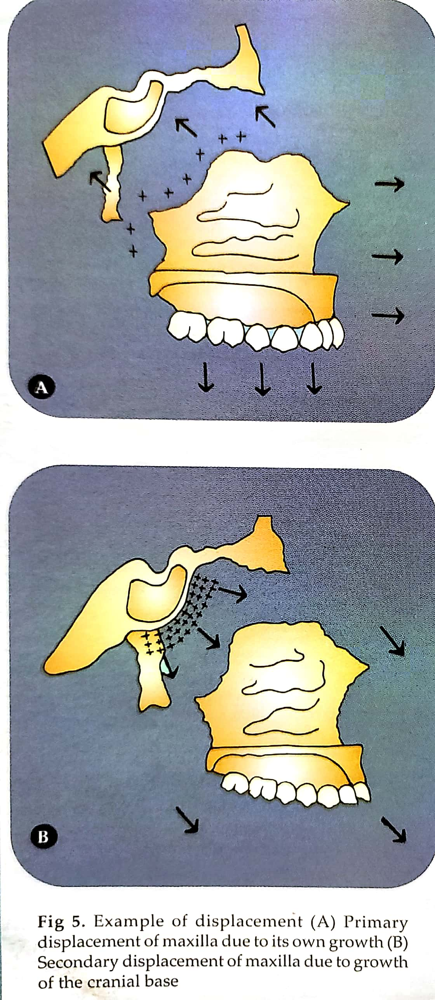 A
B
Fig 5. Example of displacement (A) Primary
displacement of maxilla due to its own growth (B)
Secondary displacement of maxilla due to growth
of the cranial base